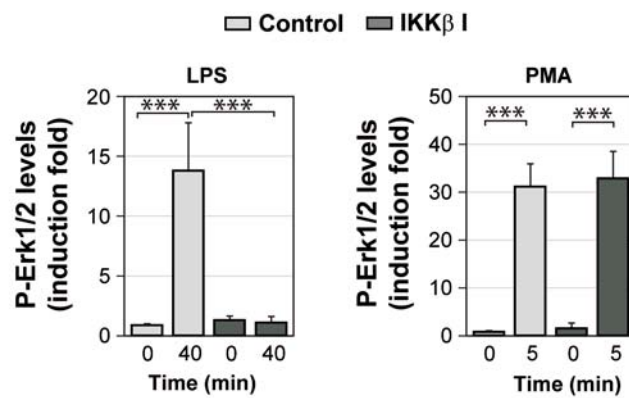 Control IKKβ I
LPS
PMA
P-Erk1/2 levels
(induction fold)
20
15
10
5
0
*** ***
0 40 0 40
Time (min)
P-Erk1/2 levels
(induction fold)
50
40
30
20
10
0
*** ***
0 5 0 5
Time (min)